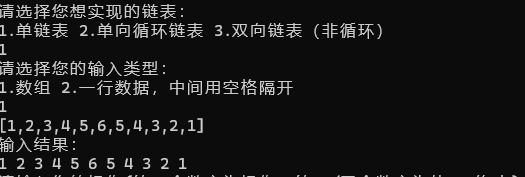 请选择您想实现的链表：
1.单链表 2.单向循环链表 3.双向链表（非循环）
1
请选择您的输入类型：
1.数组 2.一行数据，中间用空格隔开
1
[1,2,3,4,5,6,5,4,3,2,1]
输入结果：
1 2 3 4 5 6 5 4 3 2 1